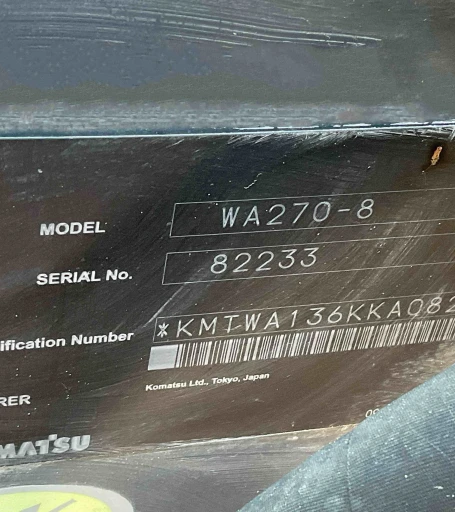 MODEL WA270-8
SERIAL No. 82233
ification Number *KMTWA136KKA082
Komatsu Ltd., Tokyo, Japan
RER
MATSU